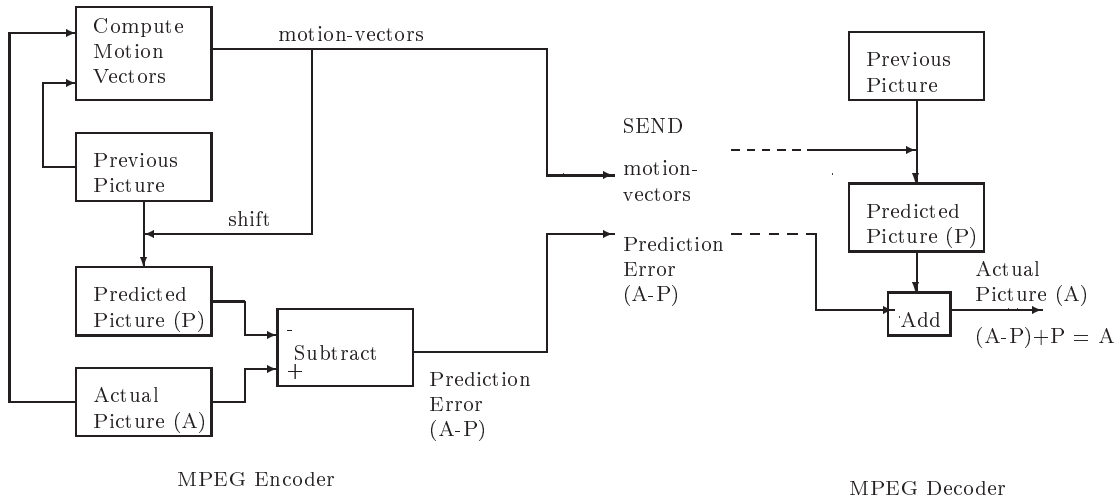 Compute
Motion
Vectors
motion-vectors
Previous
Picture
shift
Predicted
Picture (P)
-
Subtract
+
Actual
Picture (A)
Prediction
Error
(A-P)
MPEG Encoder
SEND
motion-
vectors
Prediction
Error
(A-P)
Previous
Picture
Predicted
Picture (P)
Add
Actual
Picture (A)
(A-P)+P = A
MPEG Decoder